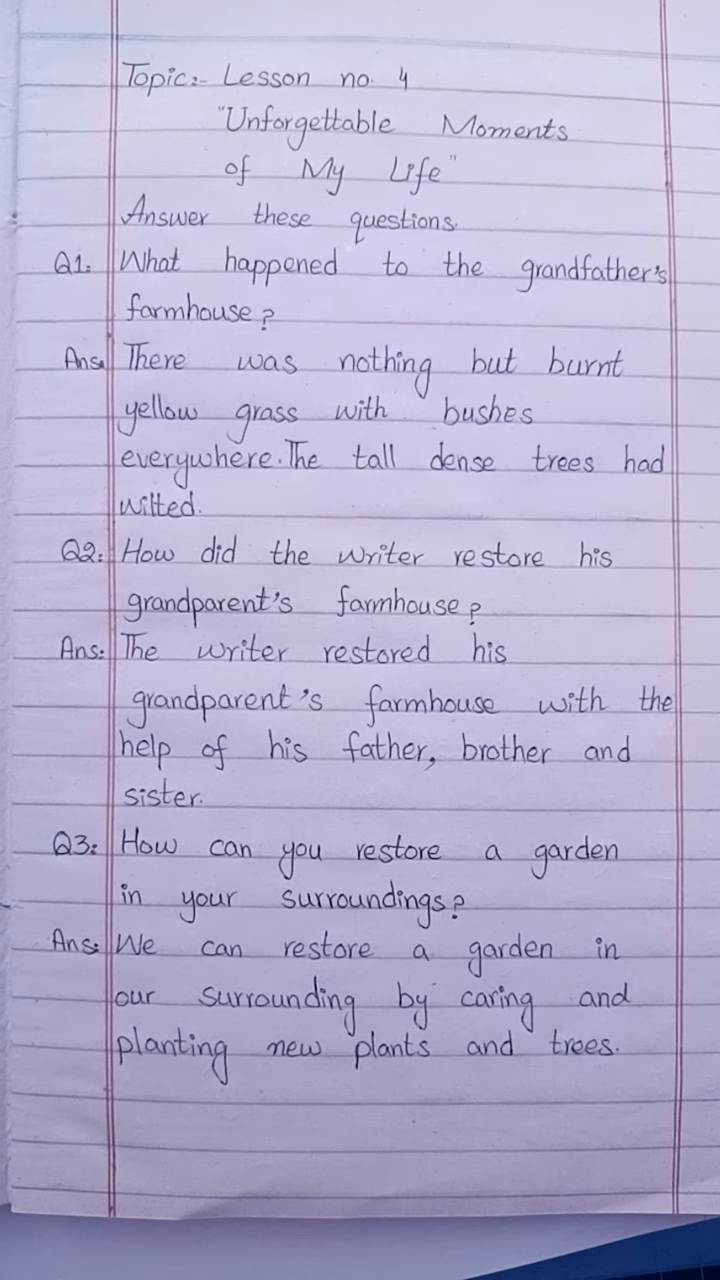 Topic:- Lesson no. 4
"Unforgettable Moments
of My Life"
Answer these questions.
Q1: What happened to the grandfather's
farmhouse?
Ans: There was nothing but burnt
yellow grass with bushes
everywhere. The tall dense trees had
wilted.
Q2: How did the writer restore his
grandparent's farmhouse?
Ans: The writer restored his
grandparent's farmhouse with the
help of his father, brother and
sister.
Q3: How can you restore a garden
in your surroundings?
Ans: We can restore a garden in
our surrounding by caring and
planting new plants and trees.